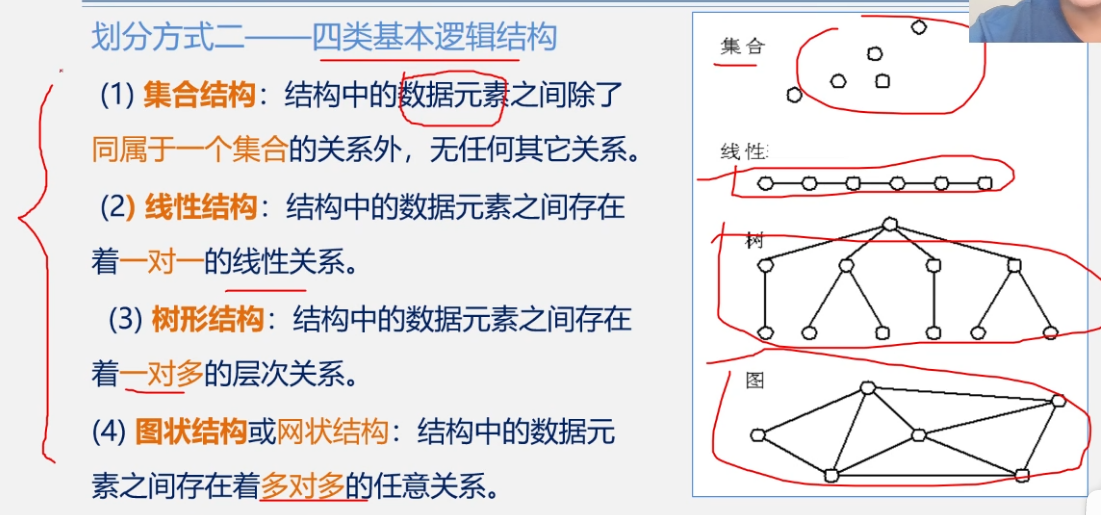 划分方式二——四类基本逻辑结构
(1) 集合结构：结构中的数据元素之间除了
同属于一个集合的关系外，无任何其它关系。
(2) 线性结构：结构中的数据元素之间存在
着一对一的线性关系。
(3) 树形结构：结构中的数据元素之间存在
着一对多的层次关系。
(4) 图状结构或网状结构：结构中的数据元
素之间存在着多对多的任意关系。
集合
线性
树
图